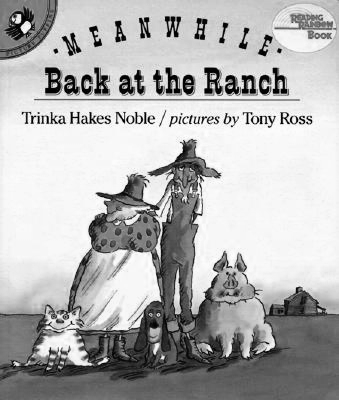 MEANWHILE
READING
RAINBOW
BOOK
Back at the Ranch
Trinka Hakes Noble / pictures by Tony Ross